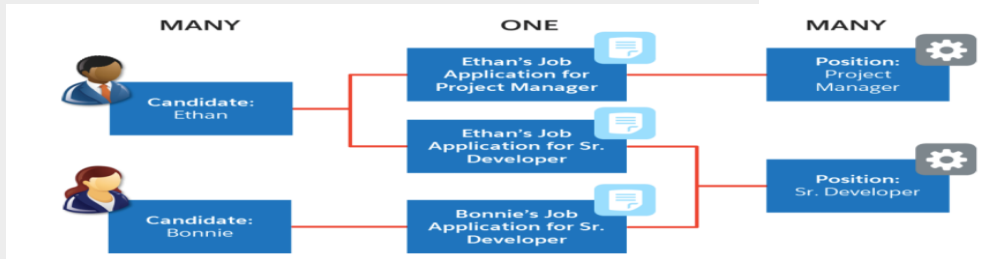 MANY
ONE
MANY
Ethan's Job
Application for
Project Manager
Position:
Project
Manager
Candidate:
Ethan
Ethan's Job
Application for Sr.
Developer
Position:
Sr. Developer
Candidate:
Bonnie
Bonnie's Job
Application for Sr.
Developer